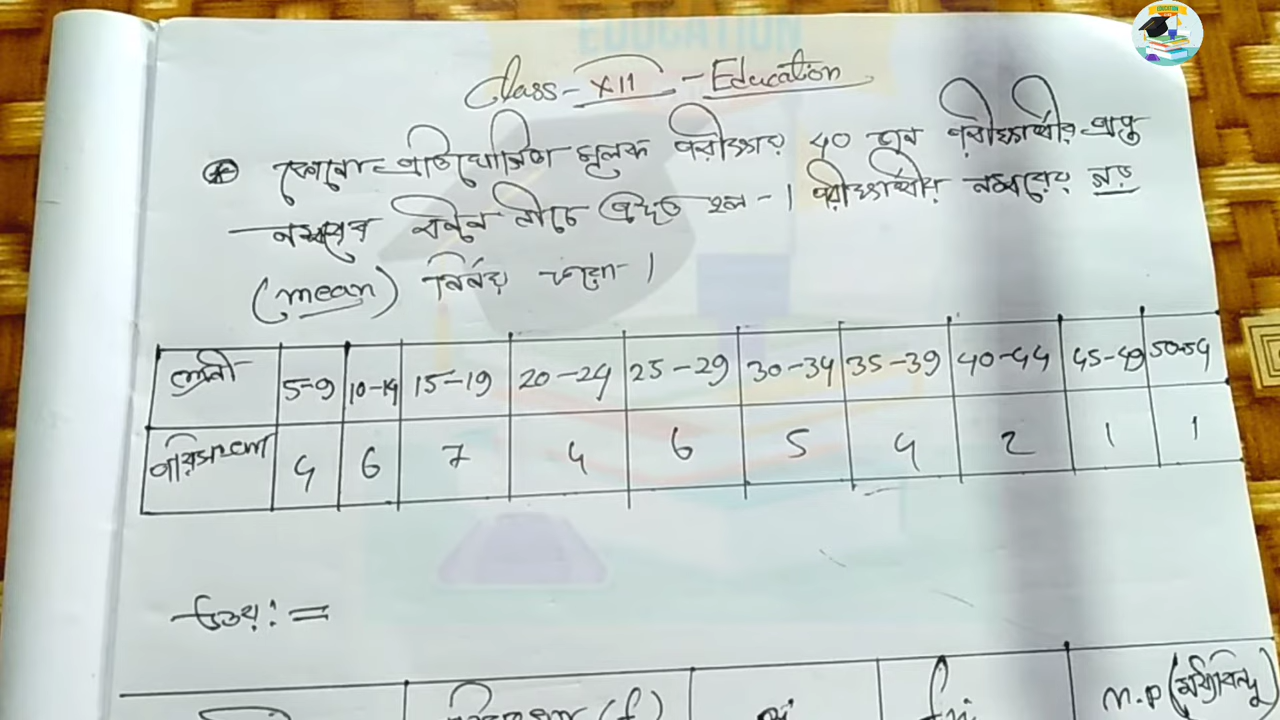 EDUCATION
Class - XII - Education
কোনো প্রতিযোগিতা মূলক পরীক্ষায় 40 জন পরীক্ষার্থীর প্রাপ্ত
নম্বরের বন্টন নীচে প্রদত্ত হল - । পরীক্ষার্থীর নম্বরের গড়
(mean) নির্ণয় করো- ।
শ্রেনী 5-9 10-14 15-19 20-24 25-29 30-34 35-39 40-44 45-49 50-54
পরিসংখ্যা 4 6 7 4 6 5 4 2 1 1
উত্তর : =
(f) M.P (মধ্যবিন্দু)